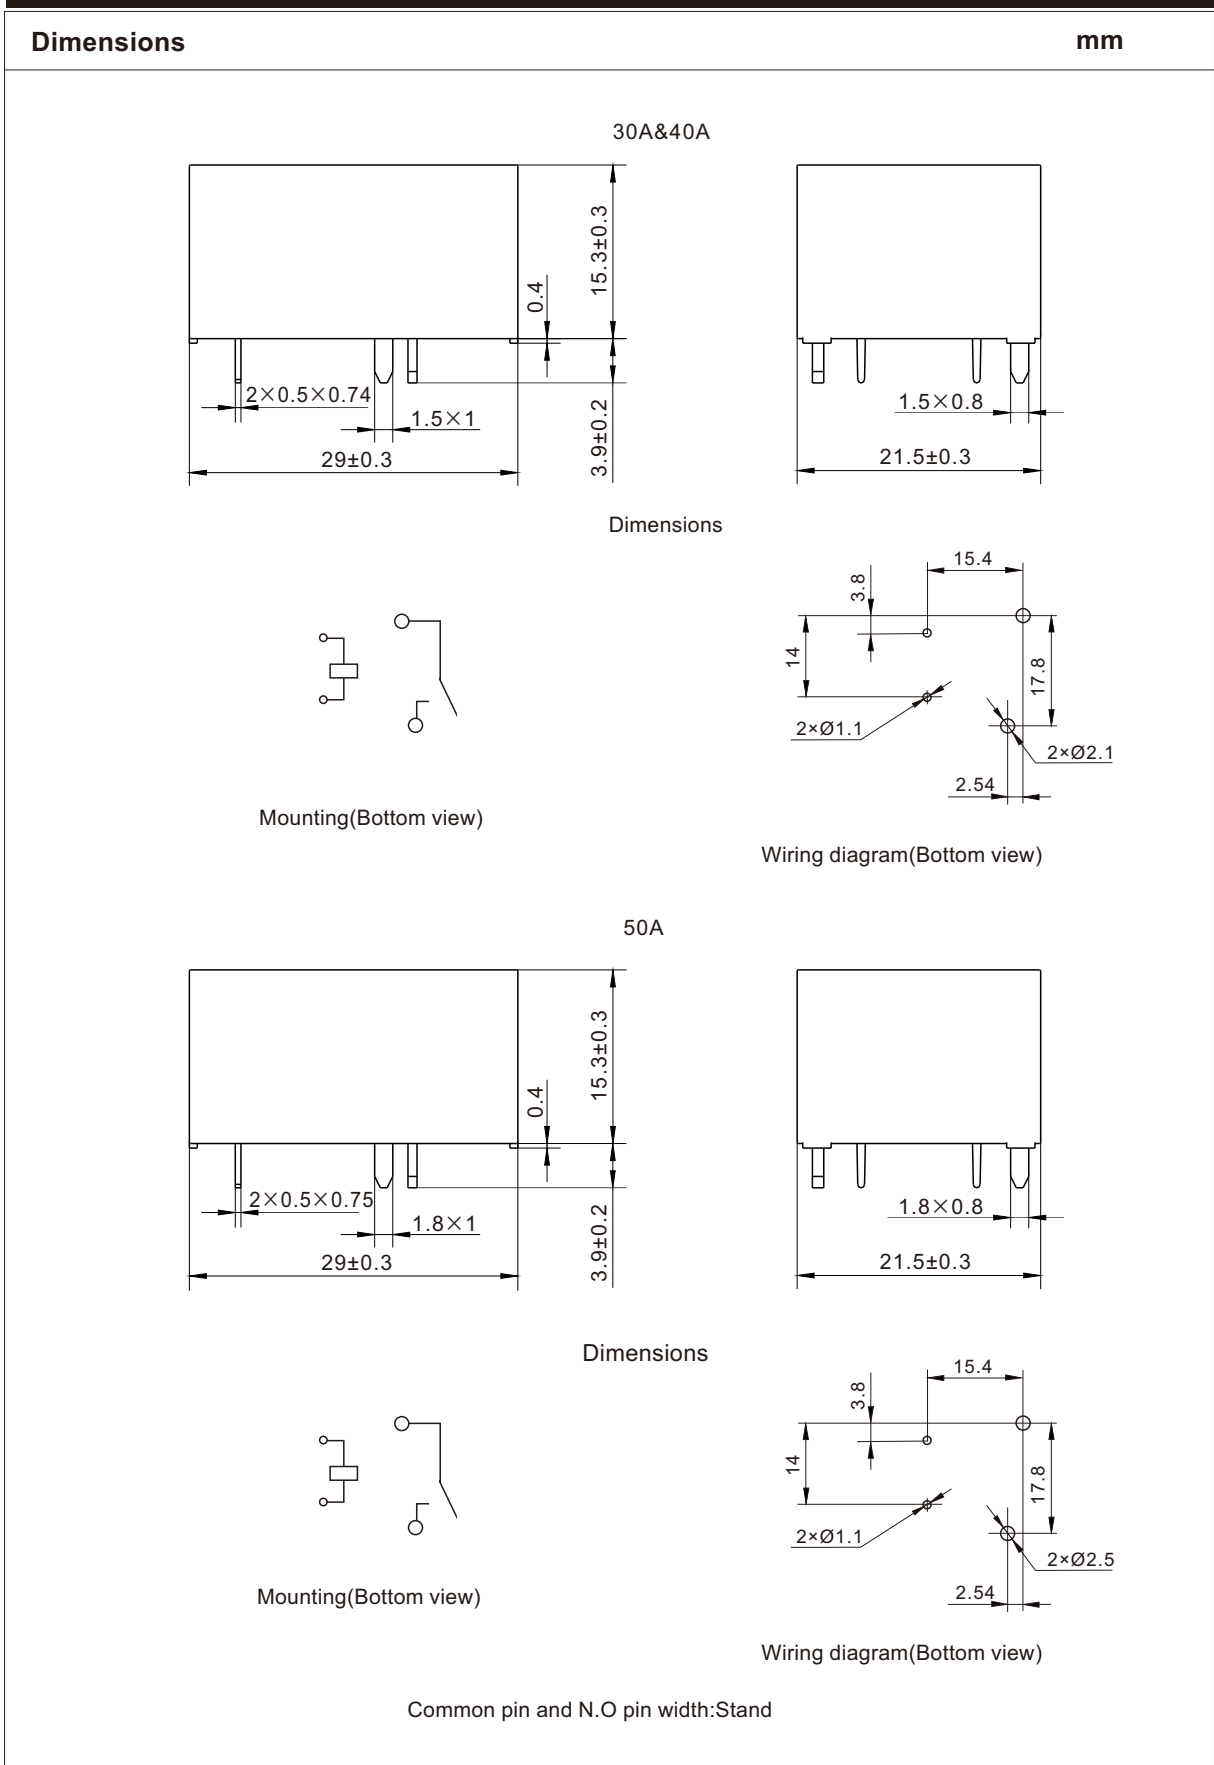 Dimensions mm
30A&40A
15.3±0.3
0.4
3.9±0.2
2×0.5×0.74
1.5×1
29±0.3
1.5×0.8
21.5±0.3
Dimensions
15.4
3.8
14
17.8
2×Ø1.1
2×Ø2.1
2.54
Mounting(Bottom view)
Wiring diagram(Bottom view)
50A
15.3±0.3
0.4
3.9±0.2
2×0.5×0.75
1.8×1
29±0.3
1.8×0.8
21.5±0.3
Dimensions
15.4
3.8
14
17.8
2×Ø1.1
2×Ø2.5
2.54
Mounting(Bottom view)
Wiring diagram(Bottom view)
Common pin and N.O pin width:Stand